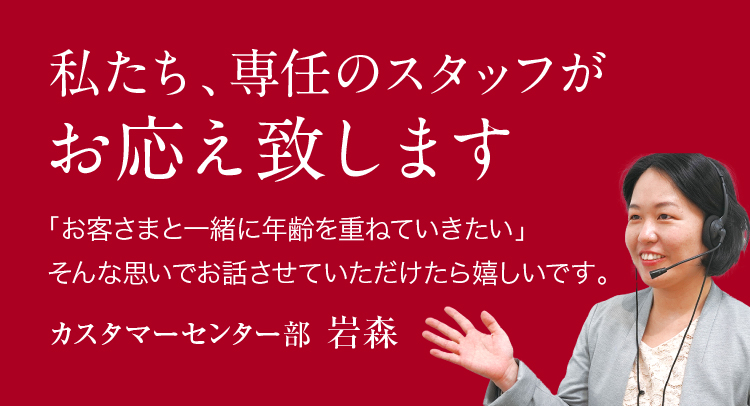 私たち、専任のスタッフが
お応え致します
「お客さまと一緒に年齢を重ねていきたい」
そんな思いでお話させていただけたら嬉しいです。
カスタマーセンター部 岩森